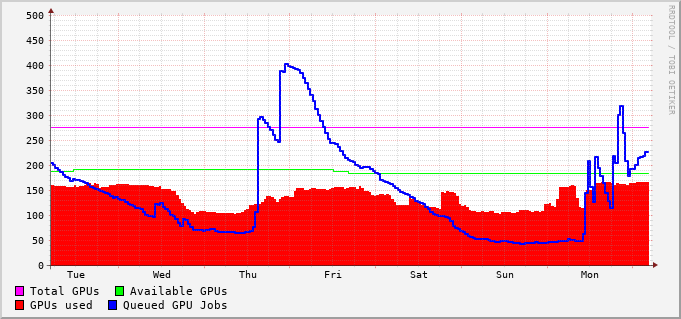 500
450
400
350
300
250
200
150
100
50
0
Tue Wed Thu Fri Sat Sun Mon
Total GPUs Available GPUs
GPUs used Queued GPU Jobs
RRDTOOL / TOBI OETIKER